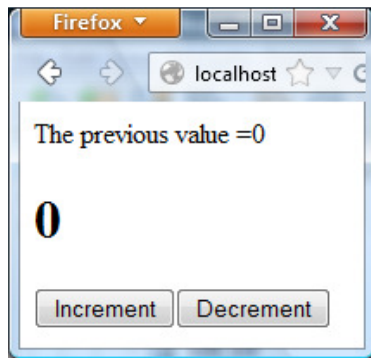 Firefox
localhost
The previous value =0
0
Increment Decrement